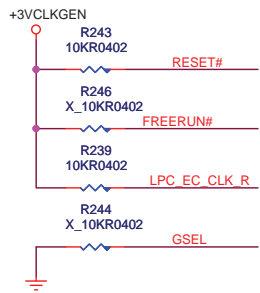 +3VCLKGEN
R243
10KR0402
RESET#
R246
X_10KR0402
FREERUN#
R239
10KR0402
LPC_EC_CLK_R
R244
X_10KR0402
GSEL